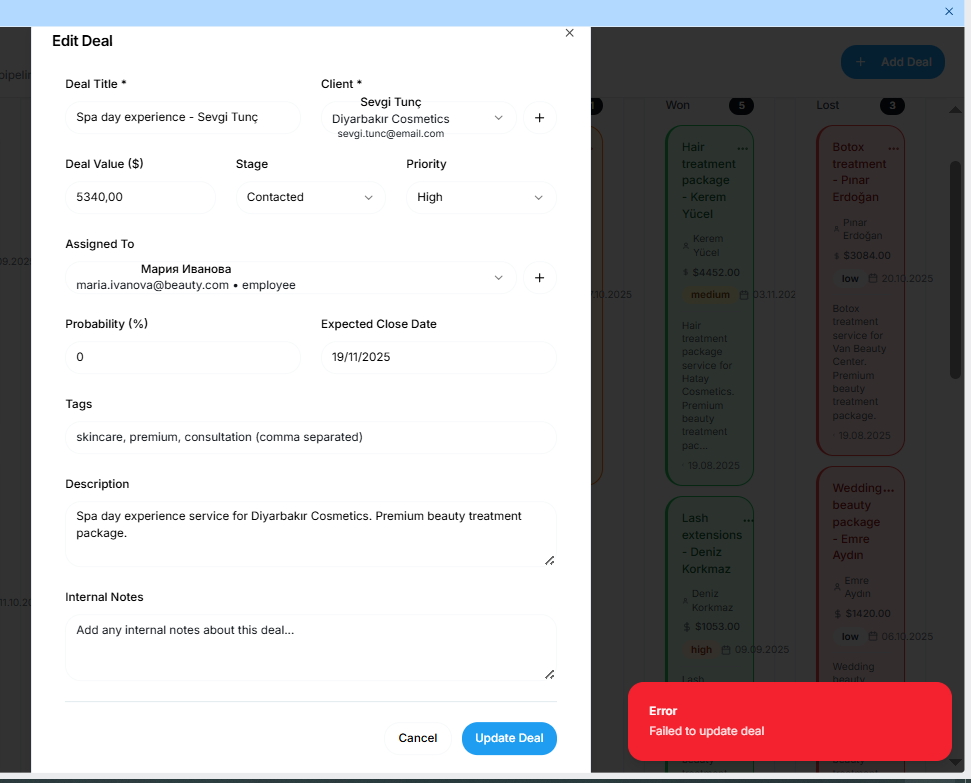 Edit Deal
Add Deal
Deal Title *
Client *
Spa day experience - Sevgi Tunç
Sevgi Tunç
Diyarbakır Cosmetics
sevgi.tunc@email.com
Deal Value ($)
Stage
Priority
5340,00
Contacted
High
Assigned To
Мария Иванова
maria.ivanova@beauty.com • employee
Probability (%)
Expected Close Date
0
19/11/2025
Tags
skincare, premium, consultation (comma separated)
Description
Spa day experience service for Diyarbakır Cosmetics. Premium beauty treatment
package.
Internal Notes
Add any internal notes about this deal...
Cancel
Update Deal
Won
5
Hair
treatment
package
- Kerem
Yücel
Kerem
Yücel
$ $4452.00
medium
03.11.202
Hair
treatment
package
service for
Hatay
Cosmetics.
Premium
beauty
treatment
pac...
· 19.08.2025
Lash
extensions
- Deniz
Korkmaz
Deniz
Korkmaz
$ $1053.00
high
09.09.2025
Lash
Lost
3
Botox
treatment
- Pınar
Erdoğan
Pınar
Erdoğan
$ $3084.00
low
20.10.2025
Botox
treatment
service for
Van Beauty
Center.
Premium
beauty
treatment
package.
· 19.08.2025
Wedding
beauty
package
- Emre
Aydın
Emre
Aydın
$ $1420.00
low
06.10.2025
Wedding
beauty
Error
Failed to update deal